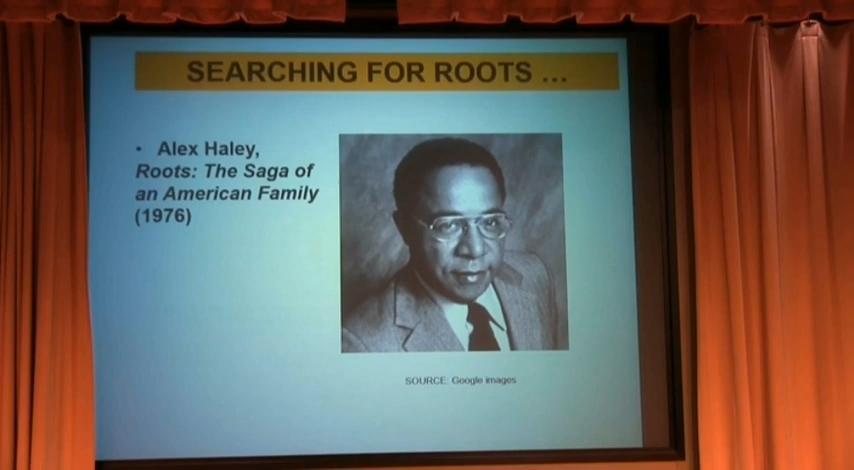 SEARCHING FOR ROOTS ...
• Alex Haley,
Roots: The Saga of
an American Family
(1976)
SOURCE: Google images